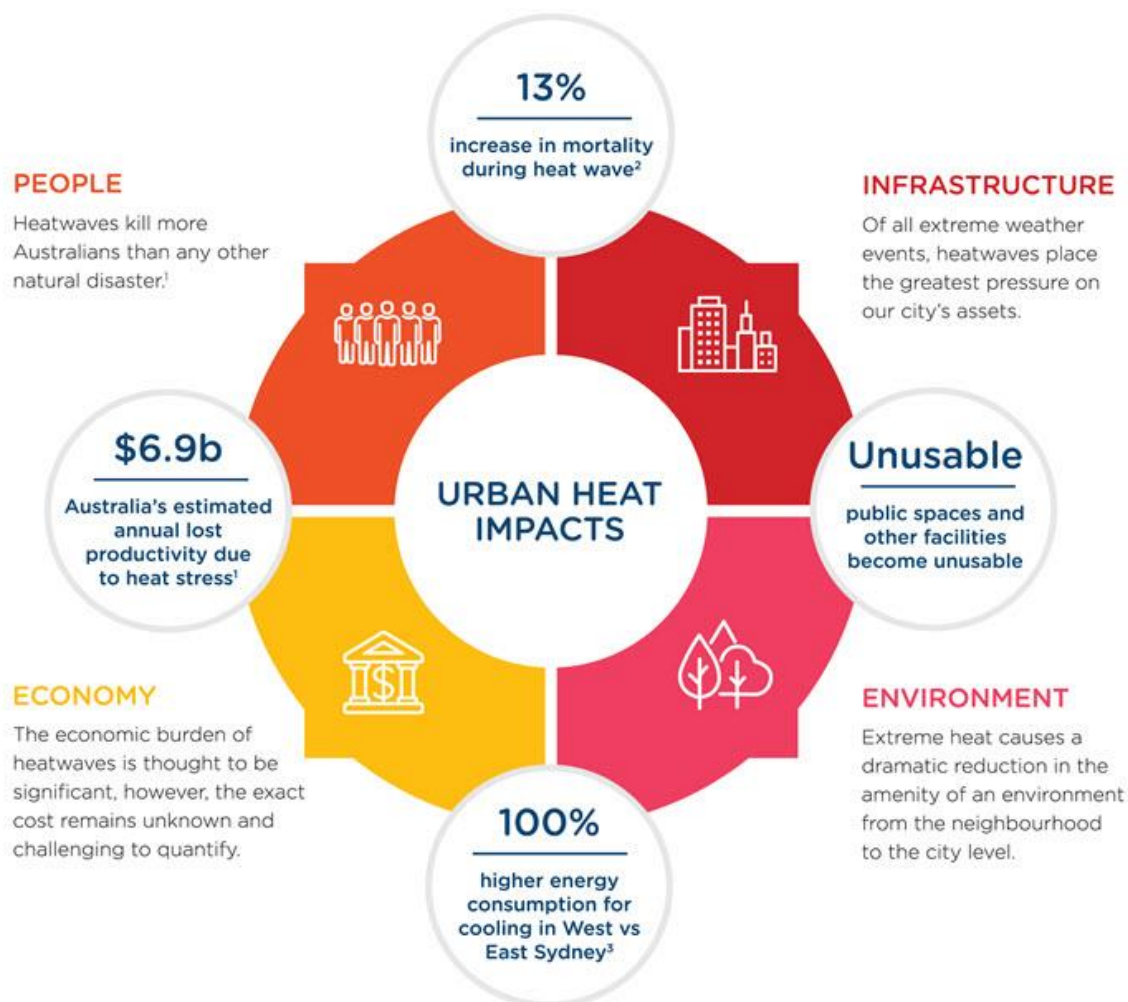 13%
increase in mortality
during heat wave²
PEOPLE
Heatwaves kill more
Australians than any other
natural disaster.¹
INFRASTRUCTURE
Of all extreme weather
events, heatwaves place
the greatest pressure on
our city's assets.
$6.9b
Australia's estimated
annual lost
productivity due
to heat stress¹
URBAN HEAT
IMPACTS
Unusable
public spaces and
other facilities
become unusable
ECONOMY
The economic burden of
heatwaves is thought to be
significant, however, the exact
cost remains unknown and
challenging to quantify.
$
ENVIRONMENT
Extreme heat causes a
dramatic reduction in the
amenity of an environment
from the neighbourhood
to the city level.
100%
higher energy
consumption for
cooling in West vs
East Sydney³